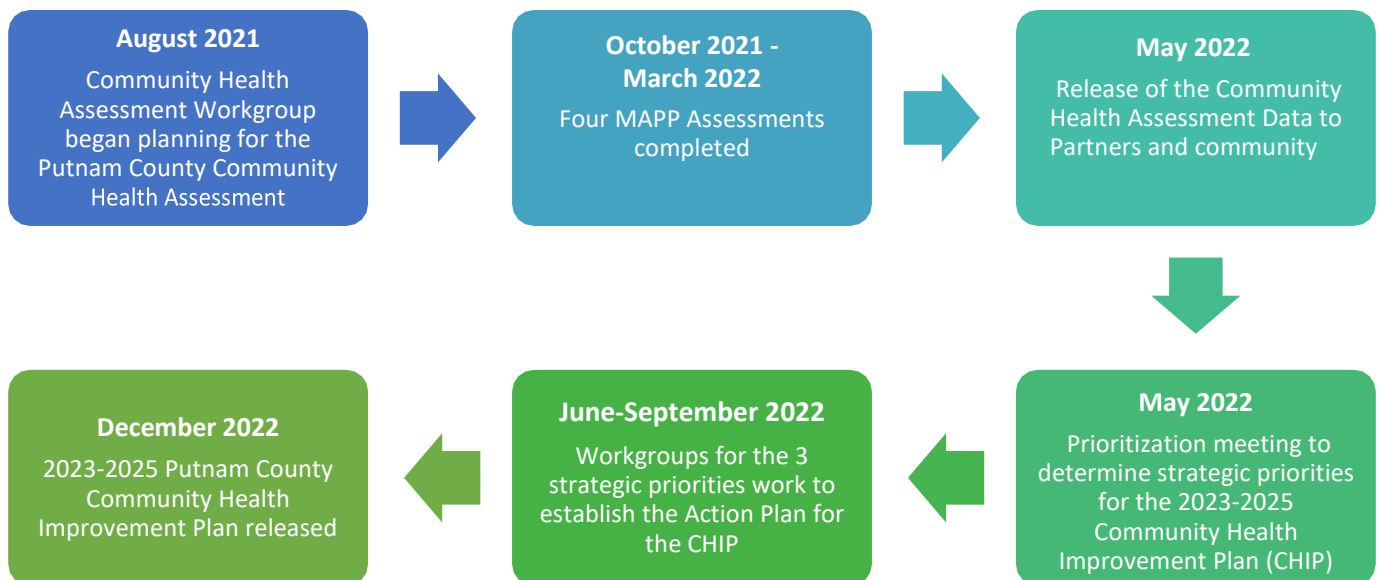 August 2021
Community Health
Assessment Workgroup
began planning for the
Putnam County Community
Health Assessment
October 2021 -
March 2022
Four MAPP Assessments
completed
May 2022
Release of the Community
Health Assessment Data to
Partners and community
May 2022
Prioritization meeting to
determine strategic priorities
for the 2023-2025
Community Health
Improvement Plan (CHIP)
June-September 2022
Workgroups for the 3
strategic priorities work to
establish the Action Plan for
the CHIP
December 2022
2023-2025 Putnam County
Community Health
Improvement Plan released